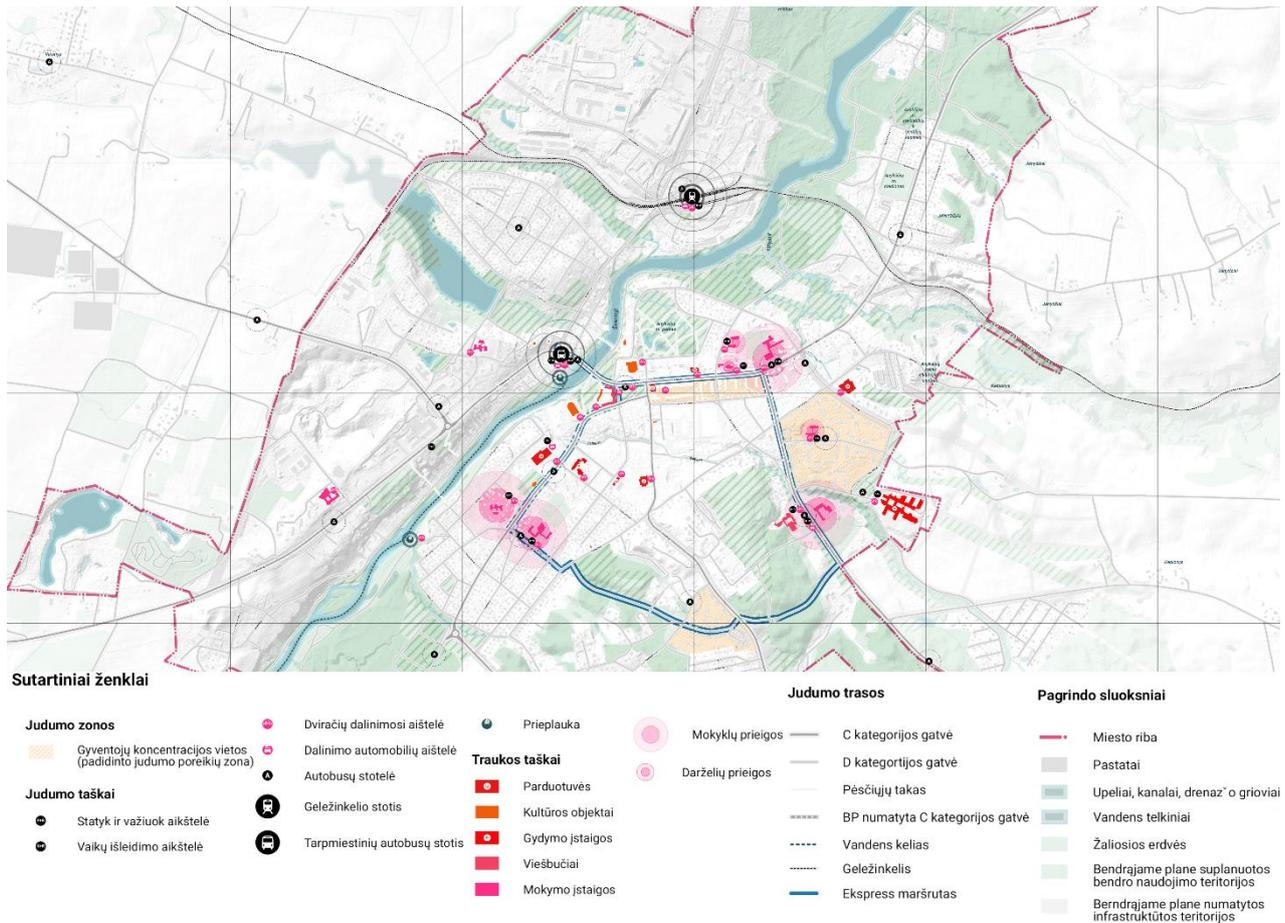 Sutartiniai ženklai
Judumo zonos
Gyventojų koncentracijos vietos
(padidinto judumo poreikių zona)
Judumo taškai
Statyk ir važiuok aikštelė
Vaikų išleidimo aikštelė
Dviračių dalinimosi aištelė
Dalinimo automobilių aištelė
Autobusų stotelė
Geležinkelio stotis
Tarpmiestinių autobusų stotis
Prieplauka
Traukos taškai
Parduotuvės
Kultūros objektai
Gydymo įstaigos
Viešbučiai
Mokymo įstaigos
Mokyklų prieigos
Darželių prieigos
Judumo trasos
C kategorijos gatvė
D kategortijos gatvė
Pėsčiųjų takas
BP numatyta C kategorijos gatvė
Vandens kelias
Geležinkelis
Ekspress maršrutas
Pagrindo sluoksniai
Miesto riba
Pastatai
Upeliai, kanalai, drenaž˘o grioviai
Vandens telkiniai
Žaliosios erdvės
Bendrąjame plane suplanuotos
bendro naudojimo teritorijos
Berndrąjame plane numatytos
infrastruktūtos teritorijos